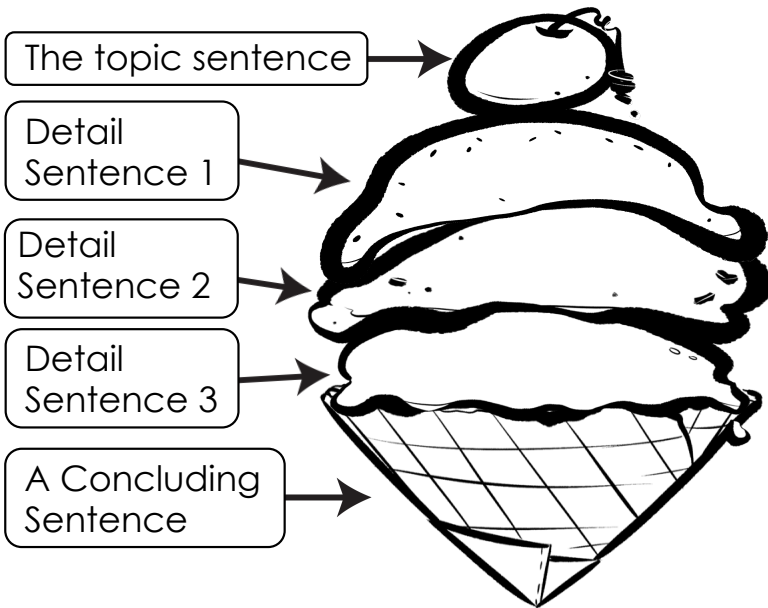 The topic sentence
Detail
Sentence 1
Detail
Sentence 2
Detail
Sentence 3
A Concluding
Sentence